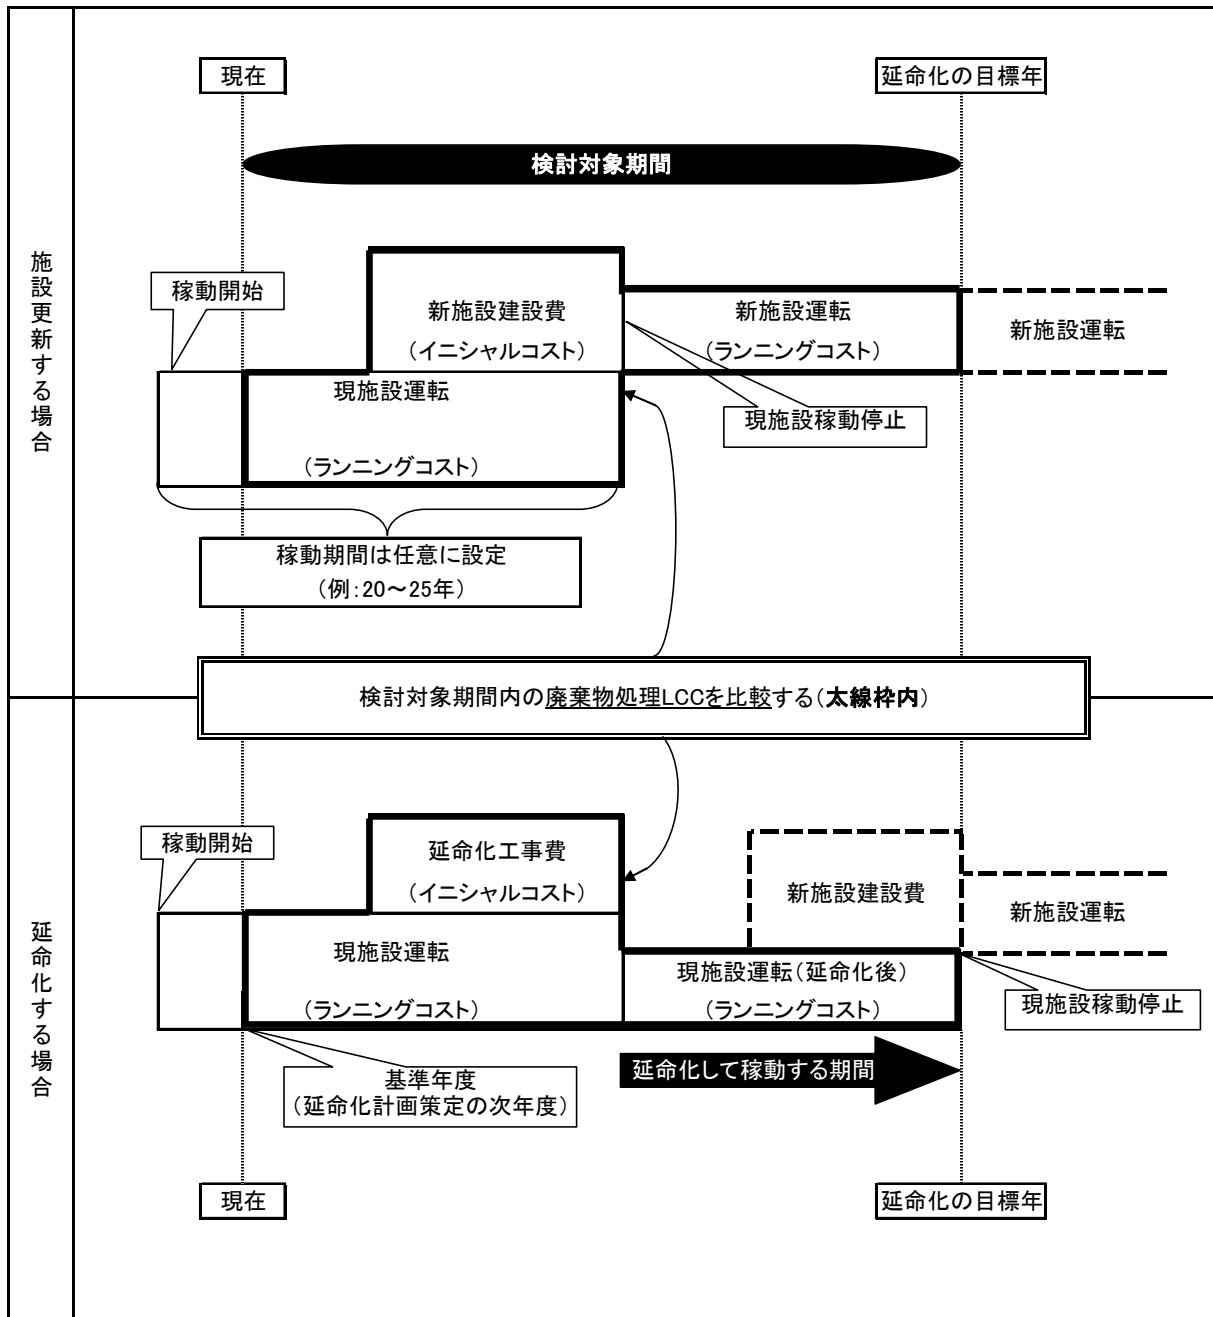 現在
延命化の目標年
検討対象期間
施設更新する場合
稼動開始
新施設建設費
(イニシャルコスト)
新施設運転
(ランニングコスト)
新施設運転
現施設運転
(ランニングコスト)
現施設稼動停止
稼動期間は任意に設定
(例:20～25年)
検討対象期間内の廃棄物処理LCCを比較する(太線枠内)
延命化する場合
稼動開始
延命化工事費
(イニシャルコスト)
新施設建設費
新施設運転
現施設運転
(ランニングコスト)
現施設運転(延命化後)
(ランニングコスト)
現施設稼動停止
延命化して稼動する期間
基準年度
(延命化計画策定の次年度)
現在
延命化の目標年